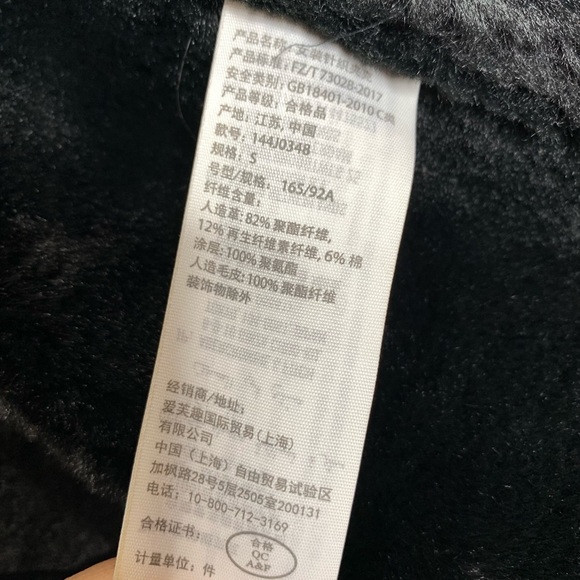 产品名称: 女装针织
产品标准: FZ/T 73028-2017
安全类别: GB18401-2010 C类
产品等级: 合格品
产地: 江苏, 中国
款号: 144J0348
规格: S
号型/规格: 165/92A
纤维含量:
人造革: 82% 聚酯纤维,
12% 再生纤维素纤维, 6% 棉
涂层: 100% 聚氨酯
人造毛皮: 100% 聚酯纤维
装饰物除外
经销商/地址:
爱芙趣国际贸易(上海)
有限公司
中国（上海）自由贸易试验区
加枫路28号5层2505室200131
电话: 10-800-712-3169
合格证书:
合格
QC
A&F
计量单位: 件